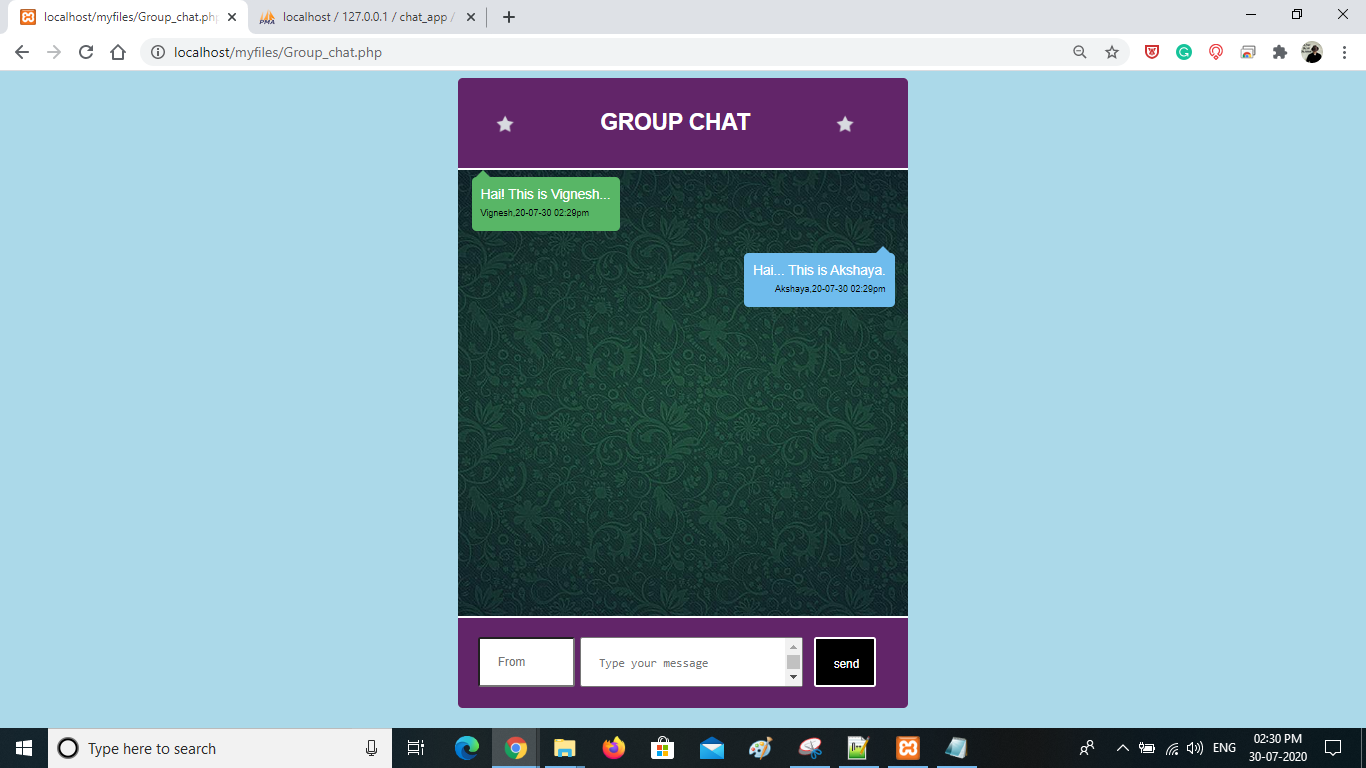 localhost/myfiles/Group_chat.php
localhost / 127.0.0.1 / chat_app /
localhost/myfiles/Group_chat.php
GROUP CHAT
Hai! This is Vignesh...
Vignesh,20-07-30 02:29pm
Hai... This is Akshaya.
Akshaya,20-07-30 02:29pm
From
Type your message
send
Type here to search
ENG
02:30 PM
30-07-2020